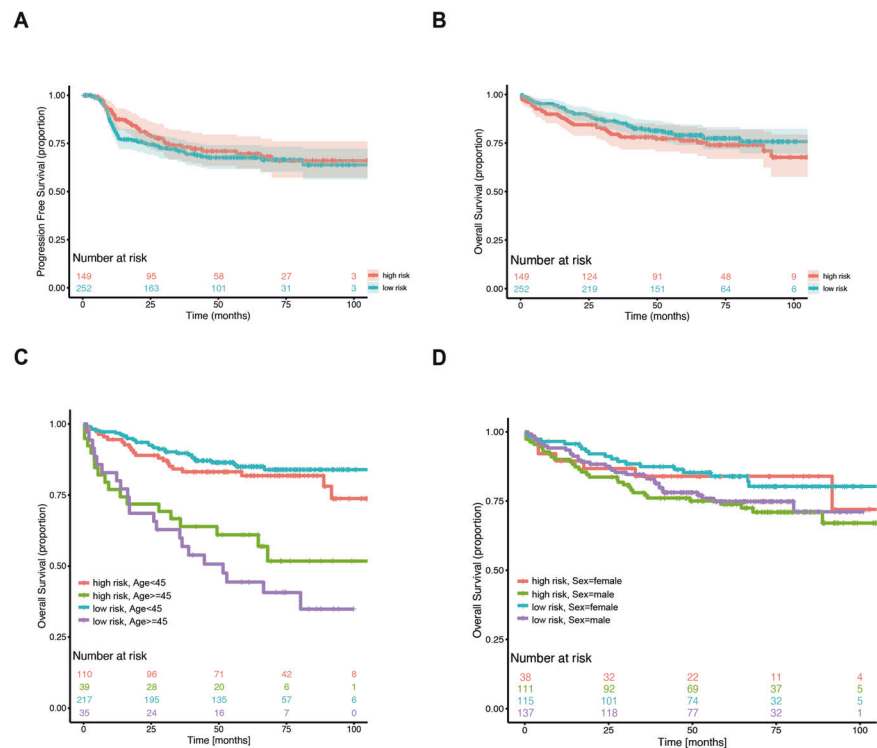 A
Progression Free Survival (proportion)
1.00
0.75
0.50
0.25
0.00
Number at risk
149 95 58 27 3
252 163 101 31 3
high risk
low risk
0 25 50 75 100
Time (months)
B
Overall Survival (proportion)
1.00
0.75
0.50
0.25
0.00
Number at risk
149 124 91 48 9
252 219 151 64 6
high risk
low risk
0 25 50 75 100
Time (months)
C
Overall Survival (proportion)
1.00
0.75
0.50
0.25
0.00
high risk, Age<45
high risk, Age>=45
low risk, Age<45
low risk, Age>=45
Number at risk
110 96 71 42 8
39 28 20 6 1
217 195 135 57 6
35 24 16 7 0
0 25 50 75 100
Time [months]
D
Overall Survival (proportion)
1.00
0.75
0.50
0.25
0.00
high risk, Sex=female
high risk, Sex=male
low risk, Sex=female
low risk, Sex=male
Number at risk
38 32 22 11 4
111 92 69 37 5
115 101 74 32 5
137 118 77 32 1
0 25 50 75 100
Time [months]